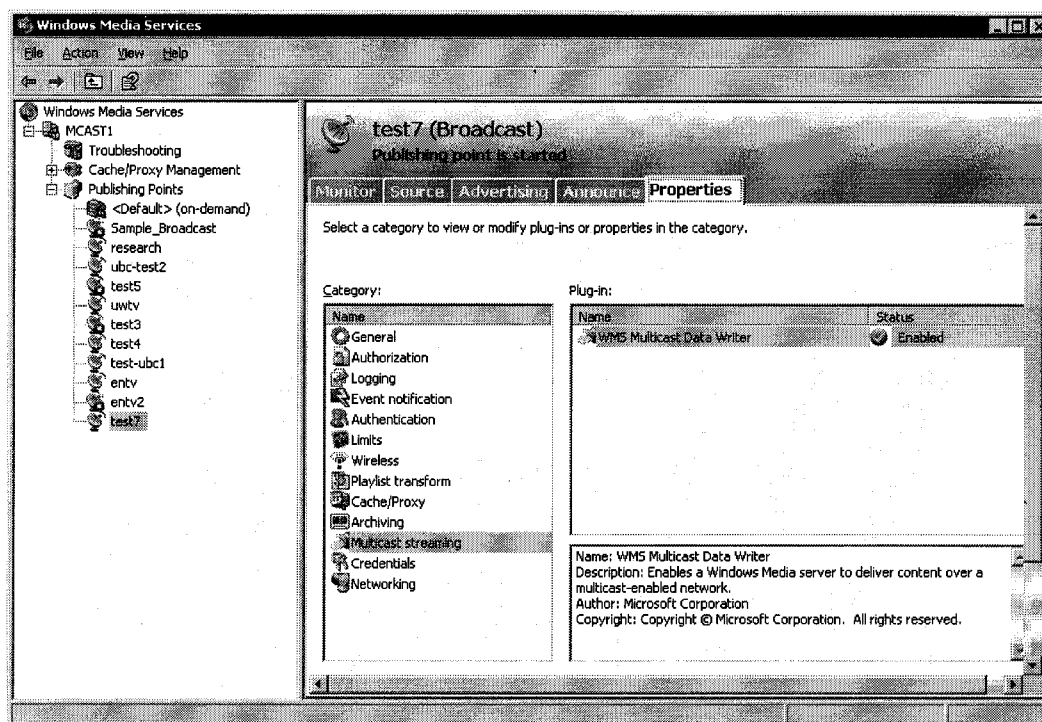 Windows Media Services
File Action View Help
Windows Media Services
MCAST1
Troubleshooting
Cache/Proxy Management
Publishing Points
<Default> (on-demand)
Sample_Broadcast
research
ubc-test2
test5
uwtv
test3
test4
test-ubc1
entv
entv2
test7
test7 (Broadcast)
Publishing point is started
Monitor Source Advertising Announce Properties
Select a category to view or modify plug-ins or properties in the category.
Category:
Name
General
Authorization
Logging
Event notification
Authentication
Limits
Wireless
Playlist transform
Cache/Proxy
Archiving
Multicast streaming
Credentials
Networking
Plug-in:
Name Status
WMS Multicast Data Writer Enabled
Name: WMS Multicast Data Writer
Description: Enables a Windows Media server to deliver content over a
multicast-enabled network.
Author: Microsoft Corporation
Copyright: Copyright © Microsoft Corporation. All rights reserved.